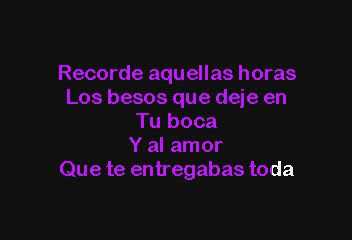 Recorde aquellas horas
Los besos que deje en
Tu boca
Y al amor
Que te entregabas toda